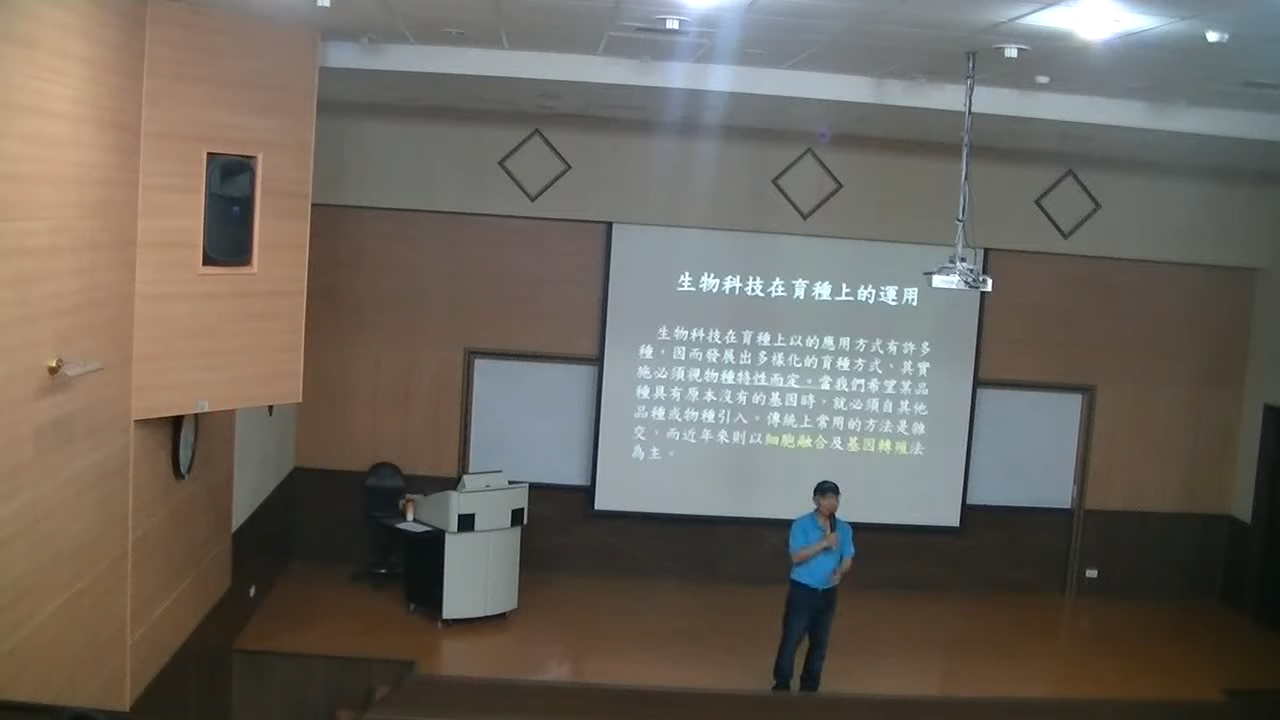 生物科技在育種上的運用
生物科技在育種上以的應用方式有許多
種，因而發展出多樣化的育種方式、其實
施必須視物種特性而定。當我們希望某品
種具有原本沒有的基因時，就必須自其他
品種或物種引入。傳統上常用的方法是雜
交，而近年來則以細胞融合及基因轉殖法
為主。